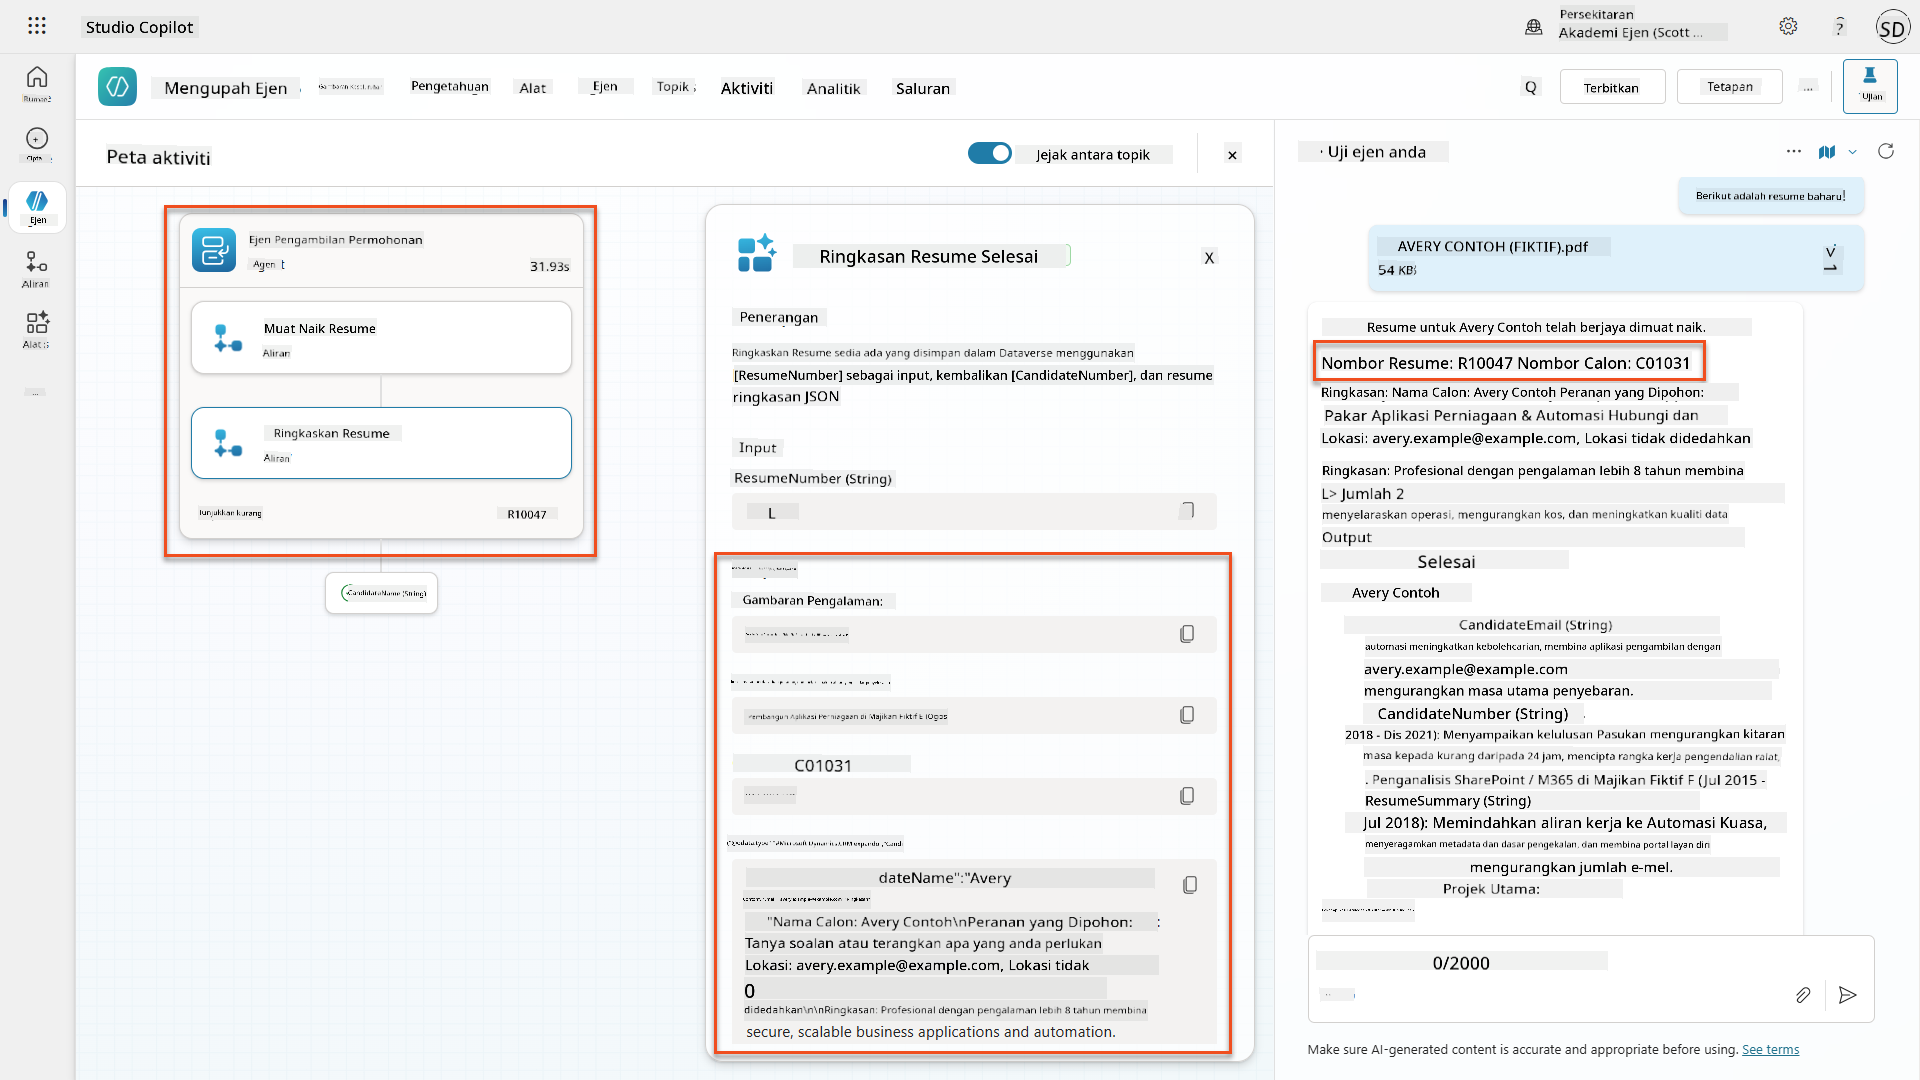 Studio Copilot
Persekitaran
Akademi Ejen (Scott ...
?
SD
Mengupah Ejen
Pengetahuan
Alat
Ejen
Topik
Aktiviti
Analitik
Saluran
Q
Terbitkan
Tetapan
...
Ujian
Cipta
Ejen
Aliran
Alat
...
Peta aktiviti
Jejak antara topik
x
Ejen Pengambilan Permohonan
Agen t
31.93s
Muat Naik Resume
Aliran
Ringkaskan Resume
Aliran
Tunjukkan kurang
R10047
CandidateName (String)
Ringkasan Resume Selesai
X
Penerangan
Ringkaskan Resume sedia ada yang disimpan dalam Dataverse menggunakan
[ResumeNumber] sebagai input, kembalikan [CandidateNumber], dan resume
ringkasan JSON
Input
ResumeNumber (String)
L
Gambaran Pengalaman:
Pembangun Aplikasi Perniagaan di Majikan Fiktif E (Ogos
C01031
dateName":"Avery
"Nama Calon: Avery Contoh\nPeranan yang Dipohon: :
Tanya soalan atau terangkan apa yang anda perlukan
Lokasi: avery.example@example.com, Lokasi tidak
0
didedahkan\n\nRingkasan: Profesional dengan pengalaman lebih 8 tahun membina
secure, scalable business applications and automation.
Uji ejen anda
...
Berikut adalah resume baharu!
AVERY CONTOH (FIKTIF).pdf
54 KB
Resume untuk Avery Contoh telah berjaya dimuat naik.
Nombor Resume: R10047 Nombor Calon: C01031
Ringkasan: Nama Calon: Avery Contoh Peranan yang Dipohon:
Pakar Aplikasi Perniagaan & Automasi Hubungi dan
Lokasi: avery.example@example.com, Lokasi tidak didedahkan
Ringkasan: Profesional dengan pengalaman lebih 8 tahun membina
L> Jumlah 2
menyelaraskan operasi, mengurangkan kos, dan meningkatkan kualiti data
Output
Selesai
Avery Contoh
CandidateEmail (String)
automasi meningkatkan kebolehcarian, membina aplikasi pengambilan dengan
avery.example@example.com
mengurangkan masa utama penyebaran.
CandidateNumber (String)
2018 - Dis 2021): Menyampaikan kelulusan Pasukan mengurangkan kitaran
masa kepada kurang daripada 24 jam, mencipta rangka kerja pengendalian ralat,
. Penganalisis SharePoint / M365 di Majikan Fiktif F (Jul 2015 -
ResumeSummary (String)
Jul 2018): Memindahkan aliran kerja ke Automasi Kuasa,
menyeragamkan metadata dan dasar pengekalan, dan membina portal layan diri
mengurangkan jumlah e-mel.
Projek Utama:
0/2000
Make sure AI-generated content is accurate and appropriate before using. See terms